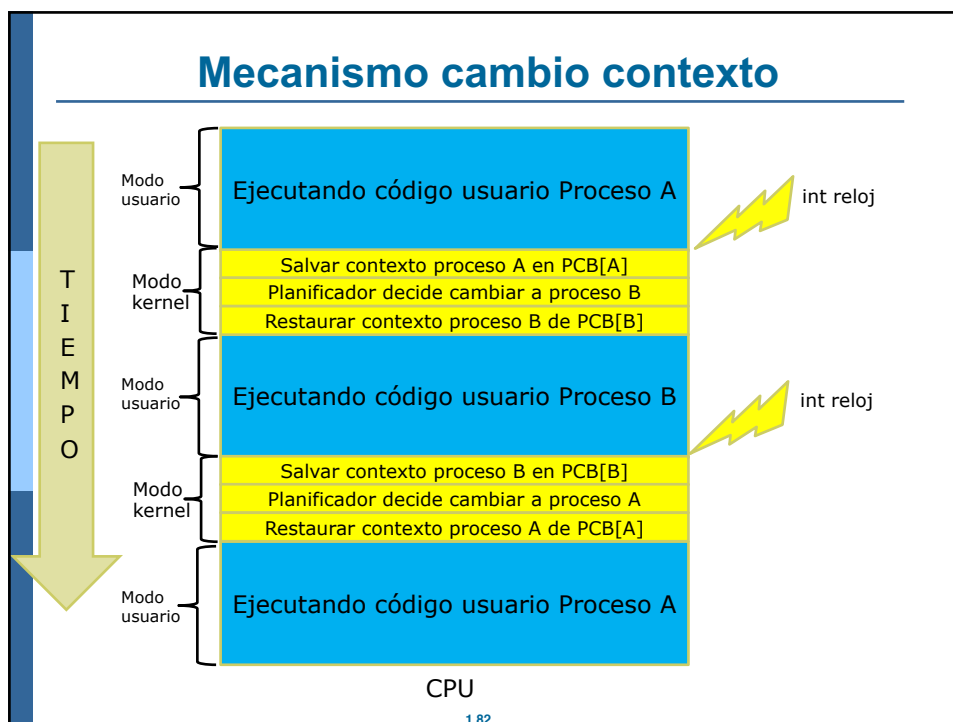 Mecanismo cambio contexto
TIEMPO
Modo
usuario
Ejecutando código usuario Proceso A
int reloj
Modo
kernel
Salvar contexto proceso A en PCB[A]
Planificador decide cambiar a proceso B
Restaurar contexto proceso B de PCB[B]
Modo
usuario
Ejecutando código usuario Proceso B
int reloj
Modo
kernel
Salvar contexto proceso B en PCB[B]
Planificador decide cambiar a proceso A
Restaurar contexto proceso A de PCB[A]
Modo
usuario
Ejecutando código usuario Proceso A
CPU
1.82